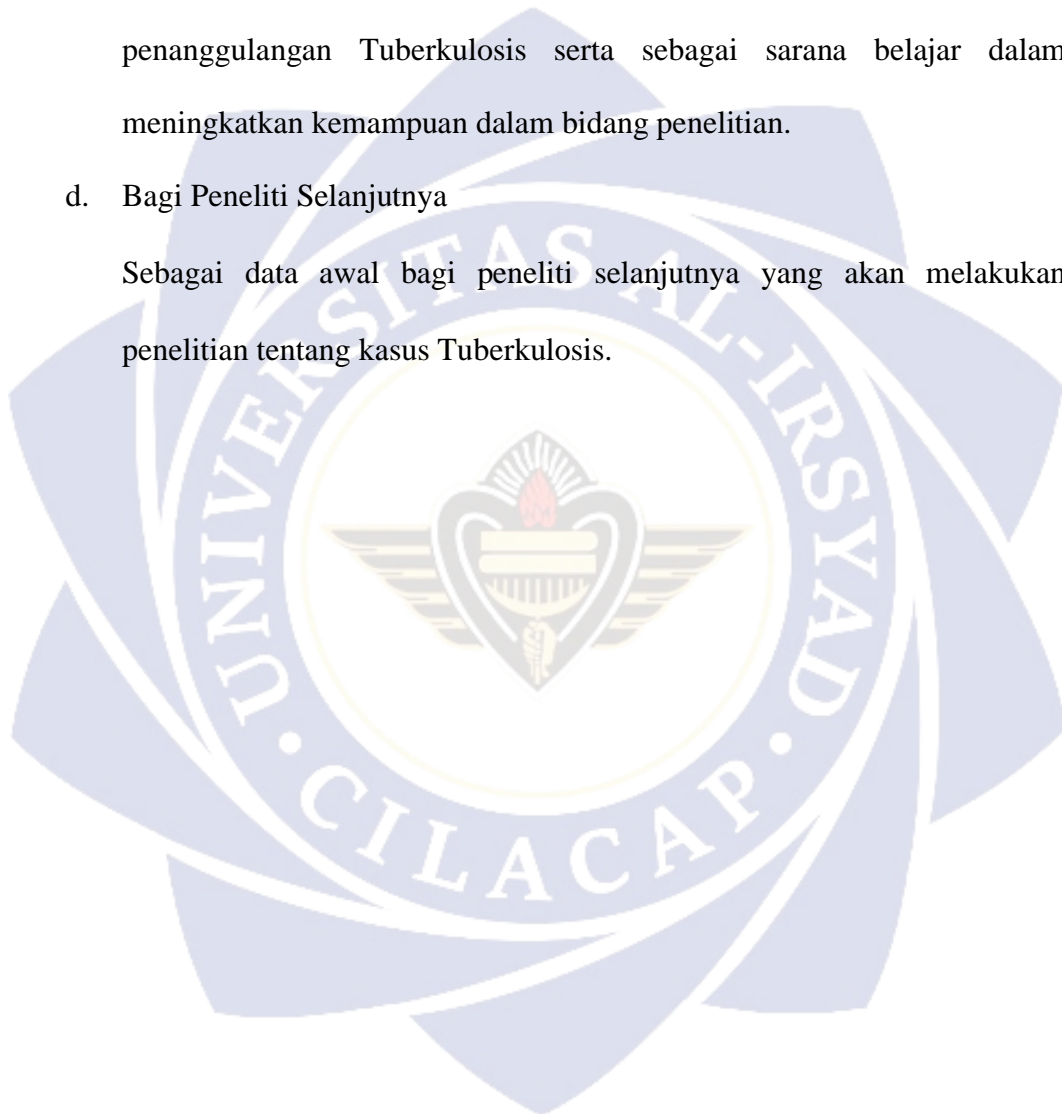 penanggulangan Tuberkulosis serta sebagai sarana belajar dalam
meningkatkan kemampuan dalam bidang penelitian.
d. Bagi Peneliti Selanjutnya
Sebagai data awal bagi peneliti selanjutnya yang akan melakukan
penelitian tentang kasus Tuberkulosis.
UNIVERSITAS AL-IRSYAD
• CILACAP •